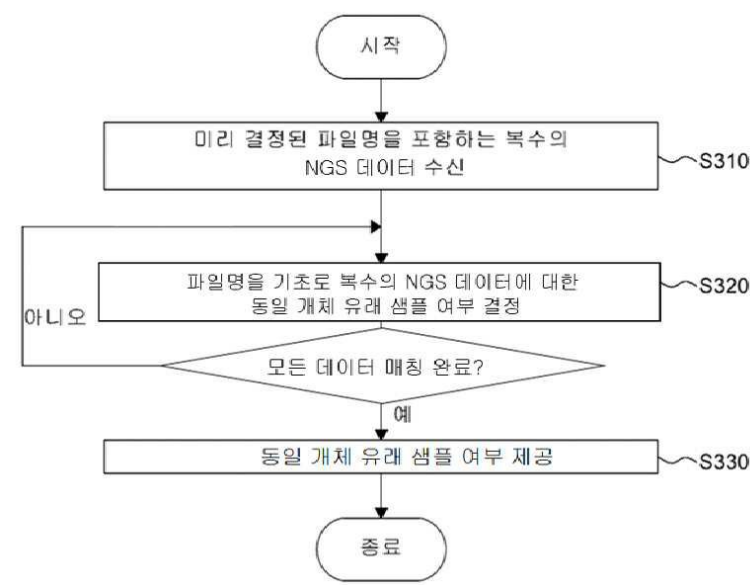 시작
미리 결정된 파일명을 포함하는 복수의
NGS 데이터 수신
S310
파일명을 기초로 복수의 NGS 데이터에 대한
동일 개체 유래 샘플 여부 결정
S320
아니오
모든 데이터 매칭 완료?
예
동일 개체 유래 샘플 여부 제공
S330
종료